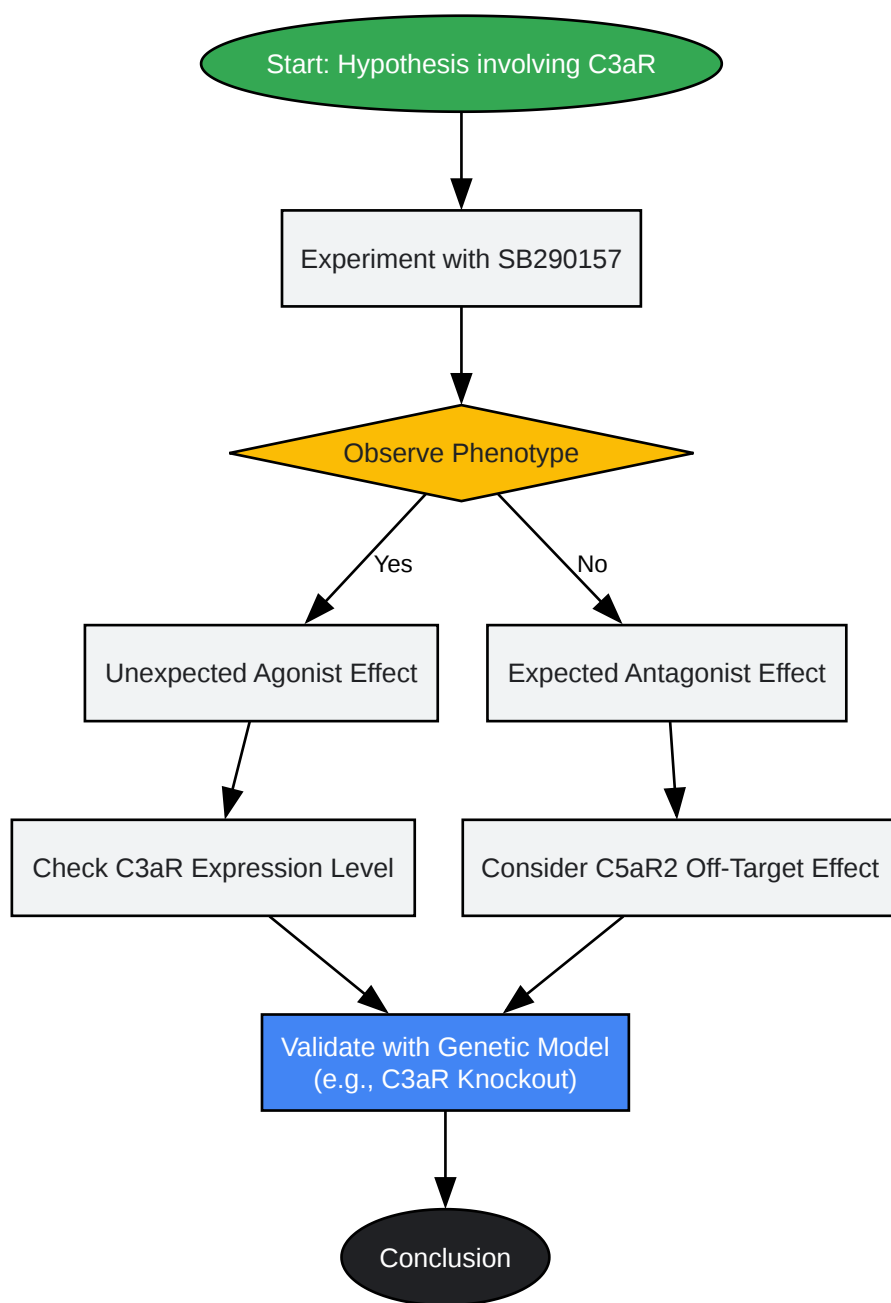 Start: Hypothesis involving C3aR
Experiment with SB290157
Observe Phenotype
Yes
No
Unexpected Agonist Effect
Expected Antagonist Effect
Check C3aR Expression Level
Consider C5aR2 Off-Target Effect
Validate with Genetic Model
(e.g., C3aR Knockout)
Conclusion